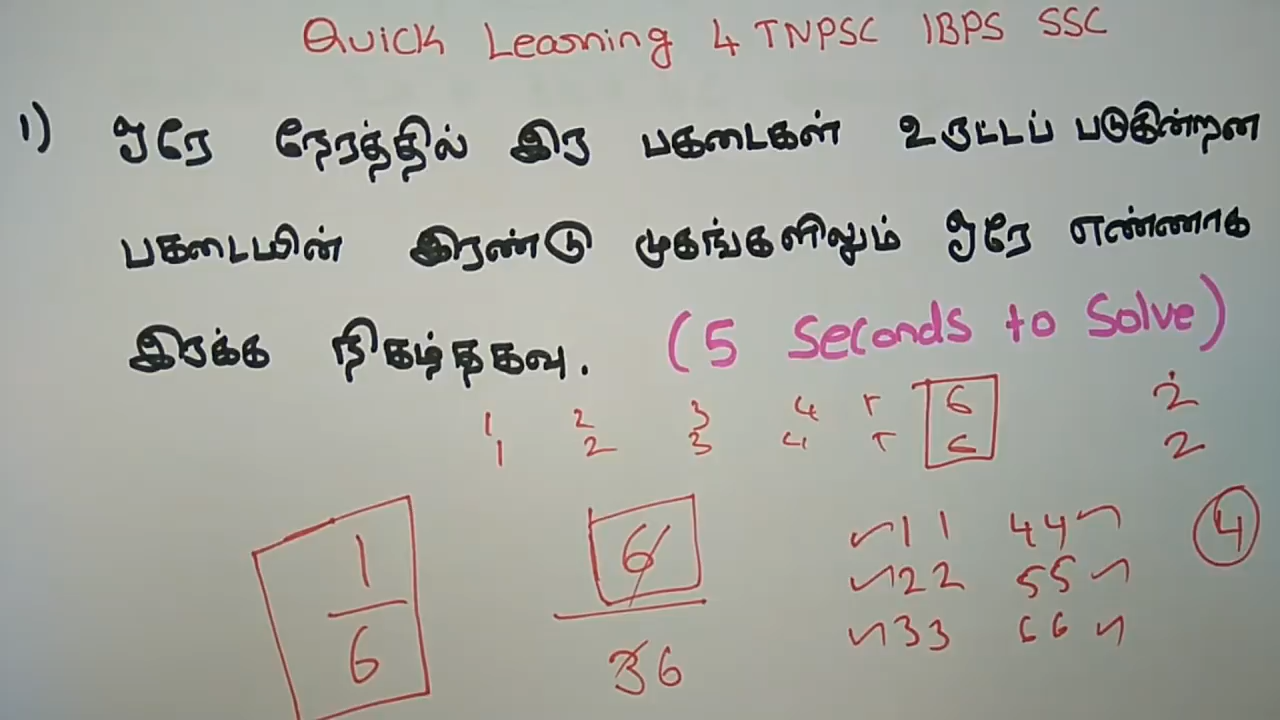 Quick Learning 4 TNPSC IBPS SSC
1) ஒரே நேரத்தில் இரு பகடைகள் உருட்டப் படுகின்றன
பகடையின் இரண்டு முகங்களிலும் ஒரே எண்ணாக
இருக்க நிகழ்தகவு. (5 Seconds to Solve)
1 2 3 4 5 6 2
1 2 3 4 5 6 2
1 6 11 44 4
6 36 22 55
33 66